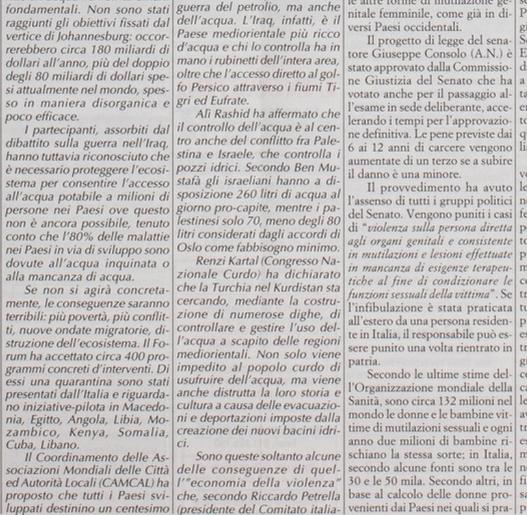 fondamentali. Non sono stati
raggiunti gli obiettivi fissati dal
vertice di Johannesburg: occor-
rerebbero circa 180 miliardi di
dollari all'anno, più del doppio
degli 80 miliardi di dollari spe-
si attualmente nel mondo, spes-
so in maniera disorganica e
poco efficace.
I partecipanti, assorbiti dal
dibattito sulla guerra nell'Iraq,
hanno tuttavia riconosciuto che
è necessario proteggere l'ecosi-
stema per consentire l'accesso
all'acqua potabile a milioni di
persone nei Paesi ove questo
non è ancora possibile, tenuto
conto che l'80% delle malattie
nei Paesi in via di sviluppo sono
dovute all'acqua inquinata o
alla mancanza di acqua.
Se non si agirà concreta-
mente, le conseguenze saranno
terribili: più povertà, più conflit-
ti, nuove ondate migratorie, di-
struzione dell'ecosistema. Il Fo-
rum ha accettato circa 400 pro-
grammi concreti d'interventi. Di
essi una quarantina sono stati
presentati dall'Italia e riguarda-
no iniziative-pilota in Macedo-
nia, Egitto, Angola, Libia, Mo-
zambico, Kenya, Somalia,
Cuba, Libano.
Il Coordinamento delle As-
sociazioni Mondiali delle Città
ed Autorità Locali (CAMCAL) ha
proposto che tutti i Paesi svi-
luppati destinino un centesimo
guerra del petrolio, ma anche
dell'acqua. L'Iraq, infatti, è il
Paese mediorientale più ricco
d'acqua e chi lo controlla ha in
mano i rubinetti dell'intera area,
oltre che l'accesso diretto al gol-
fo Persico attraverso i fiumi Ti-
gri ed Eufrate.
Alì Rashid ha affermato che
il controllo dell'acqua è al cen-
tro anche del conflitto fra Pale-
stina e Israele, che controlla i
pozzi idrici. Secondo Ben Mu-
stafà gli israeliani hanno a di-
sposizione 260 litri di acqua al
giorno pro-capite, mentre i pa-
lestinesi solo 70, meno degli 80
litri considerati dagli accordi di
Oslo come fabbisogno minimo.
Renzi Kartal (Congresso Na-
zionale Curdo) ha dichiarato
che la Turchia nel Kurdistan sta
cercando, mediante la costru-
zione di numerose dighe, di
controllare e gestire l'uso del-
l'acqua a scapito delle regioni
mediorientali. Non solo viene
impedito al popolo curdo di
usufruire dell'acqua, ma viene
anche distrutta la loro storia e
cultura a causa delle evacuazio-
ni e deportazioni imposte dalla
creazione dei nuovi bacini idri-
ci.
Sono queste soltanto alcune
delle conseguenze di quel-
l'"economia della violenza"
che, secondo Riccardo Petrella
(presidente del Comitato italia-
le altre forme di mutilazione ge-
nitale femminile, come già in di-
versi Paesi occidentali.
Il progetto di legge del sena-
tore Giuseppe Consolo (A.N.) è
stato approvato dalla Commissio-
ne Giustizia del Senato che ha
votato anche per il passaggio al-
l'esame in sede deliberante, acce-
lerando i tempi per l'approvazio-
ne definitiva. Le pene previste dai
6 ai 12 anni di carcere vengono
aumentate di un terzo se a subire
il danno è una minore.
Il provvedimento ha avuto
l'assenso di tutti i gruppi politici
del Senato. Vengono puniti i casi
di "violenza sulla persona diretta
agli organi genitali e consistente
in mutilazioni e lesioni effettuate
in mancanza di esigenze terapeu-
tiche al fine di condizionare le
funzioni sessuali della vittima". Se
l'infibulazione è stata praticata
all'estero da una persona residen-
te in Italia, il responsabile può es-
sere punito una volta rientrato in
patria.
Secondo le ultime stime del-
l'Organizzazione mondiale della
Sanità, sono circa 132 milioni nel
mondo le donne e le bambine vit-
time di mutilazioni sessuali e ogni
anno due milioni di bambine ri-
schiano la stessa sorte; in Italia,
secondo alcune fonti sono tra le
30 e le 50 mila. Secondo altri, in
base al calcolo delle donne pro-
venienti dai Paesi nei quali si pra-